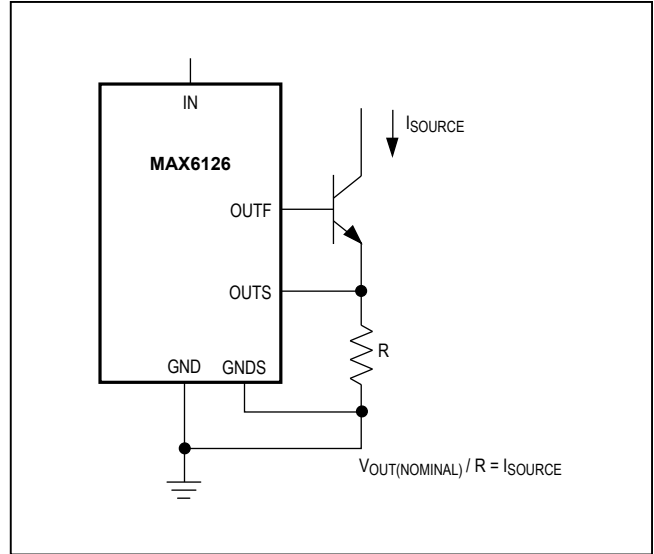 IN
ISOURCE
MAX6126
OUTF
OUTS
R
GND GNDS
VOUT(NOMINAL) / R = ISOURCE